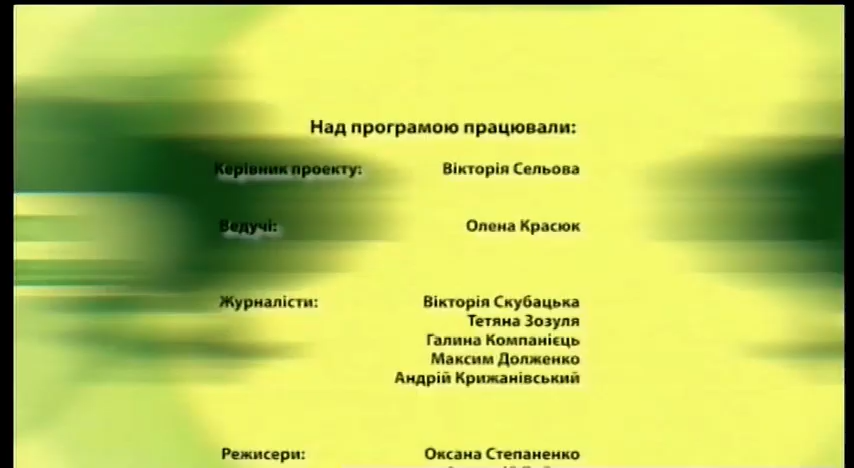 Над програмою працювали:
Керівник проекту: Вікторія Сельова
Ведучі: Олена Красюк
Журналісти: Вікторія Скубацька
Тетяна Зозуля
Галина Компанієць
Максим Долженко
Андрій Крижанівський
Режисери: Оксана Степаненко